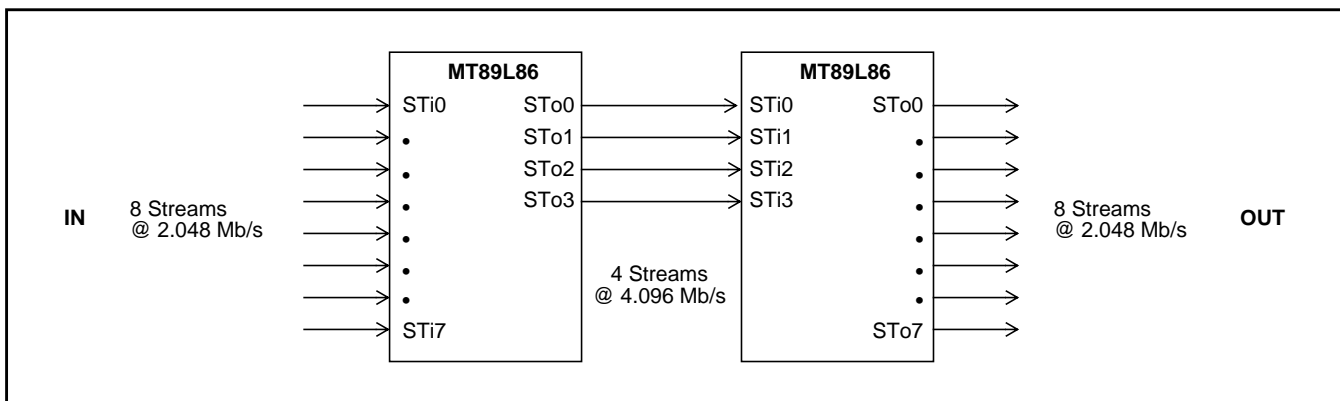 MT89L86
MT89L86
STi0
STo0
STi0
STo0
STo1
STi1
STo2
STi2
STo3
STi3
IN
8 Streams
@ 2.048 Mb/s
8 Streams
@ 2.048 Mb/s
OUT
4 Streams
@ 4.096 Mb/s
STi7
STo7